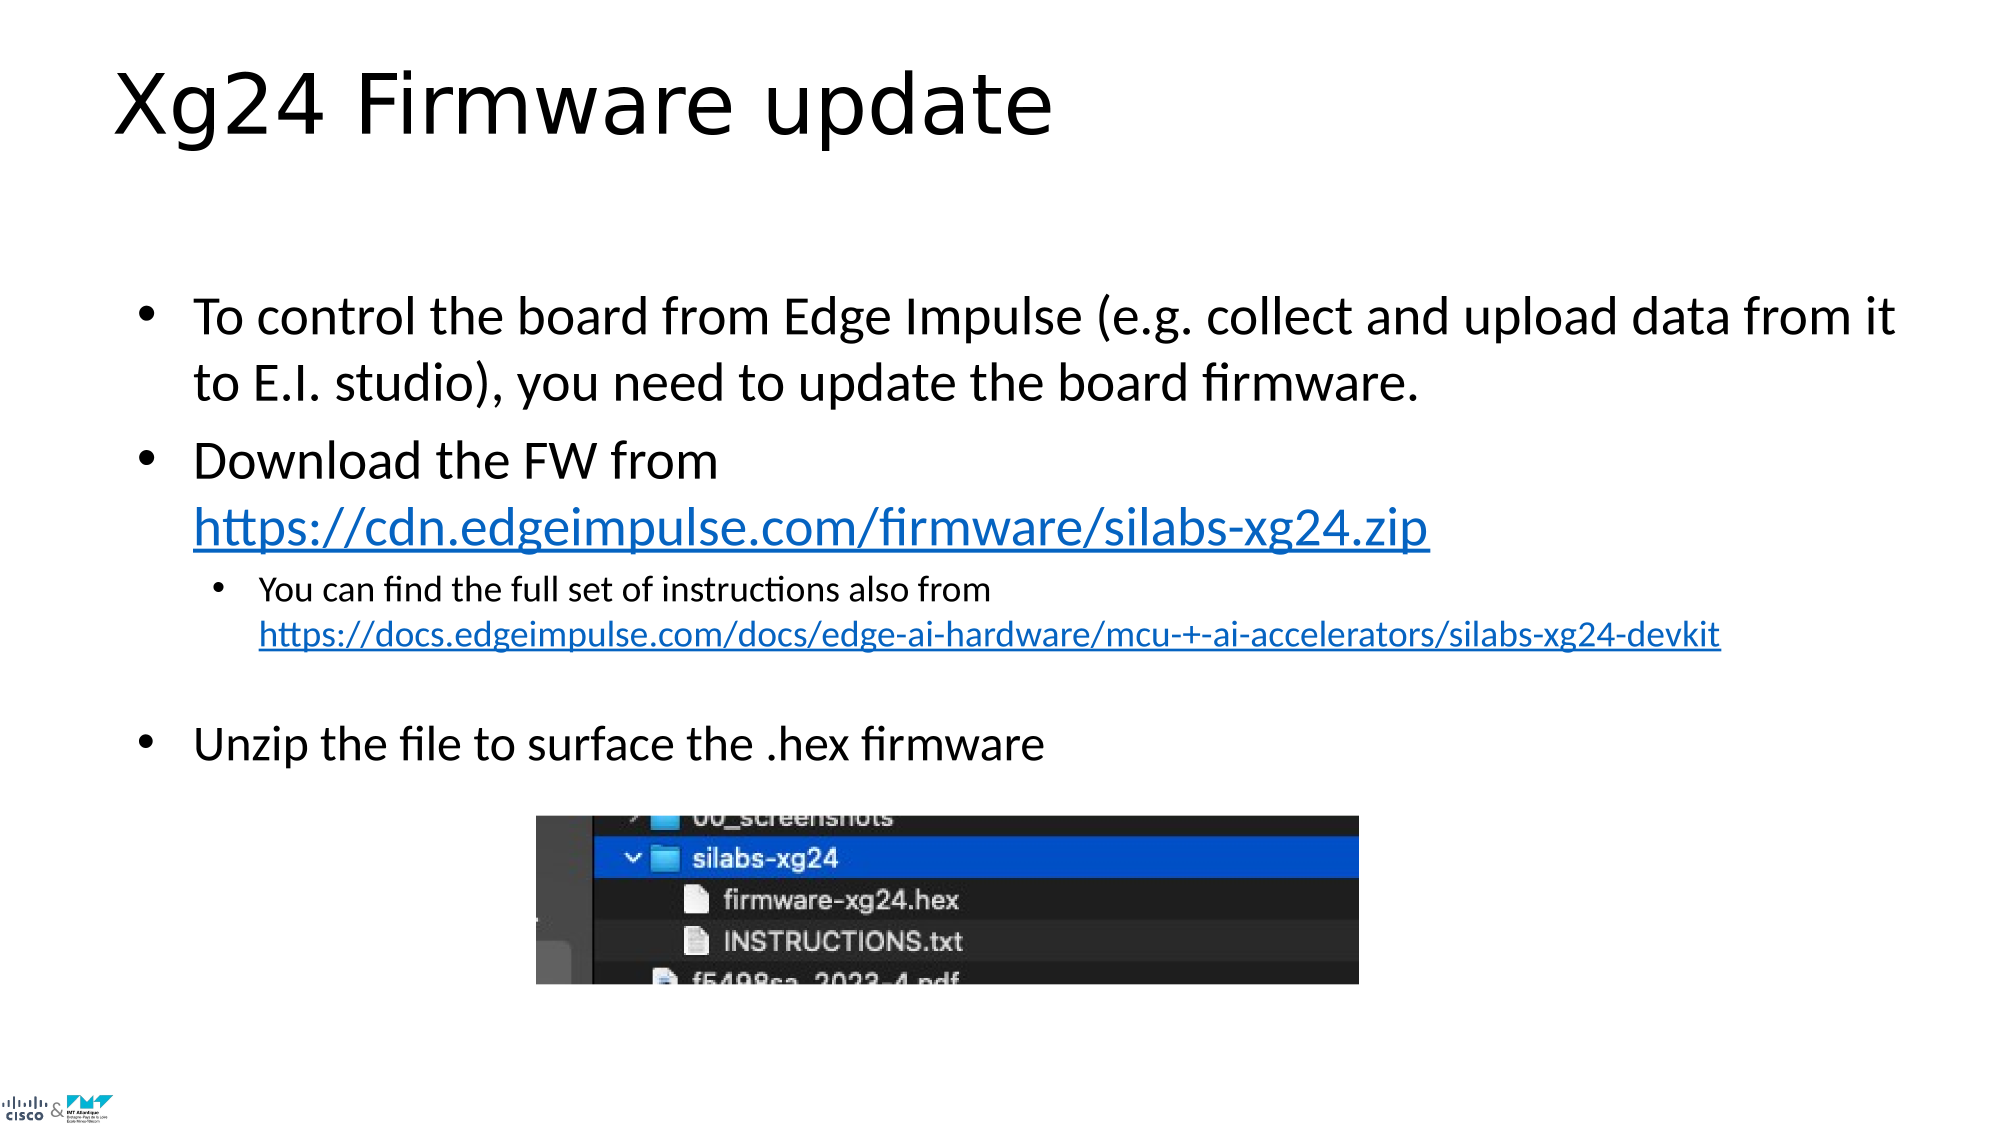 Xg24 Firmware update
• To control the board from Edge Impulse (e.g. collect and upload data from it
to E.I. studio), you need to update the board firmware.
• Download the FW from
https://cdn.edgeimpulse.com/firmware/silabs-xg24.zip
• You can find the full set of instructions also from
https://docs.edgeimpulse.com/docs/edge-ai-hardware/mcu-+-ai-accelerators/silabs-xg24-devkit
• Unzip the file to surface the .hex firmware
00_screenshots
silabs-xg24
firmware-xg24.hex
INSTRUCTIONS.txt
f5498sa_2023-4.pdf
CISCO & IMT Atlantique